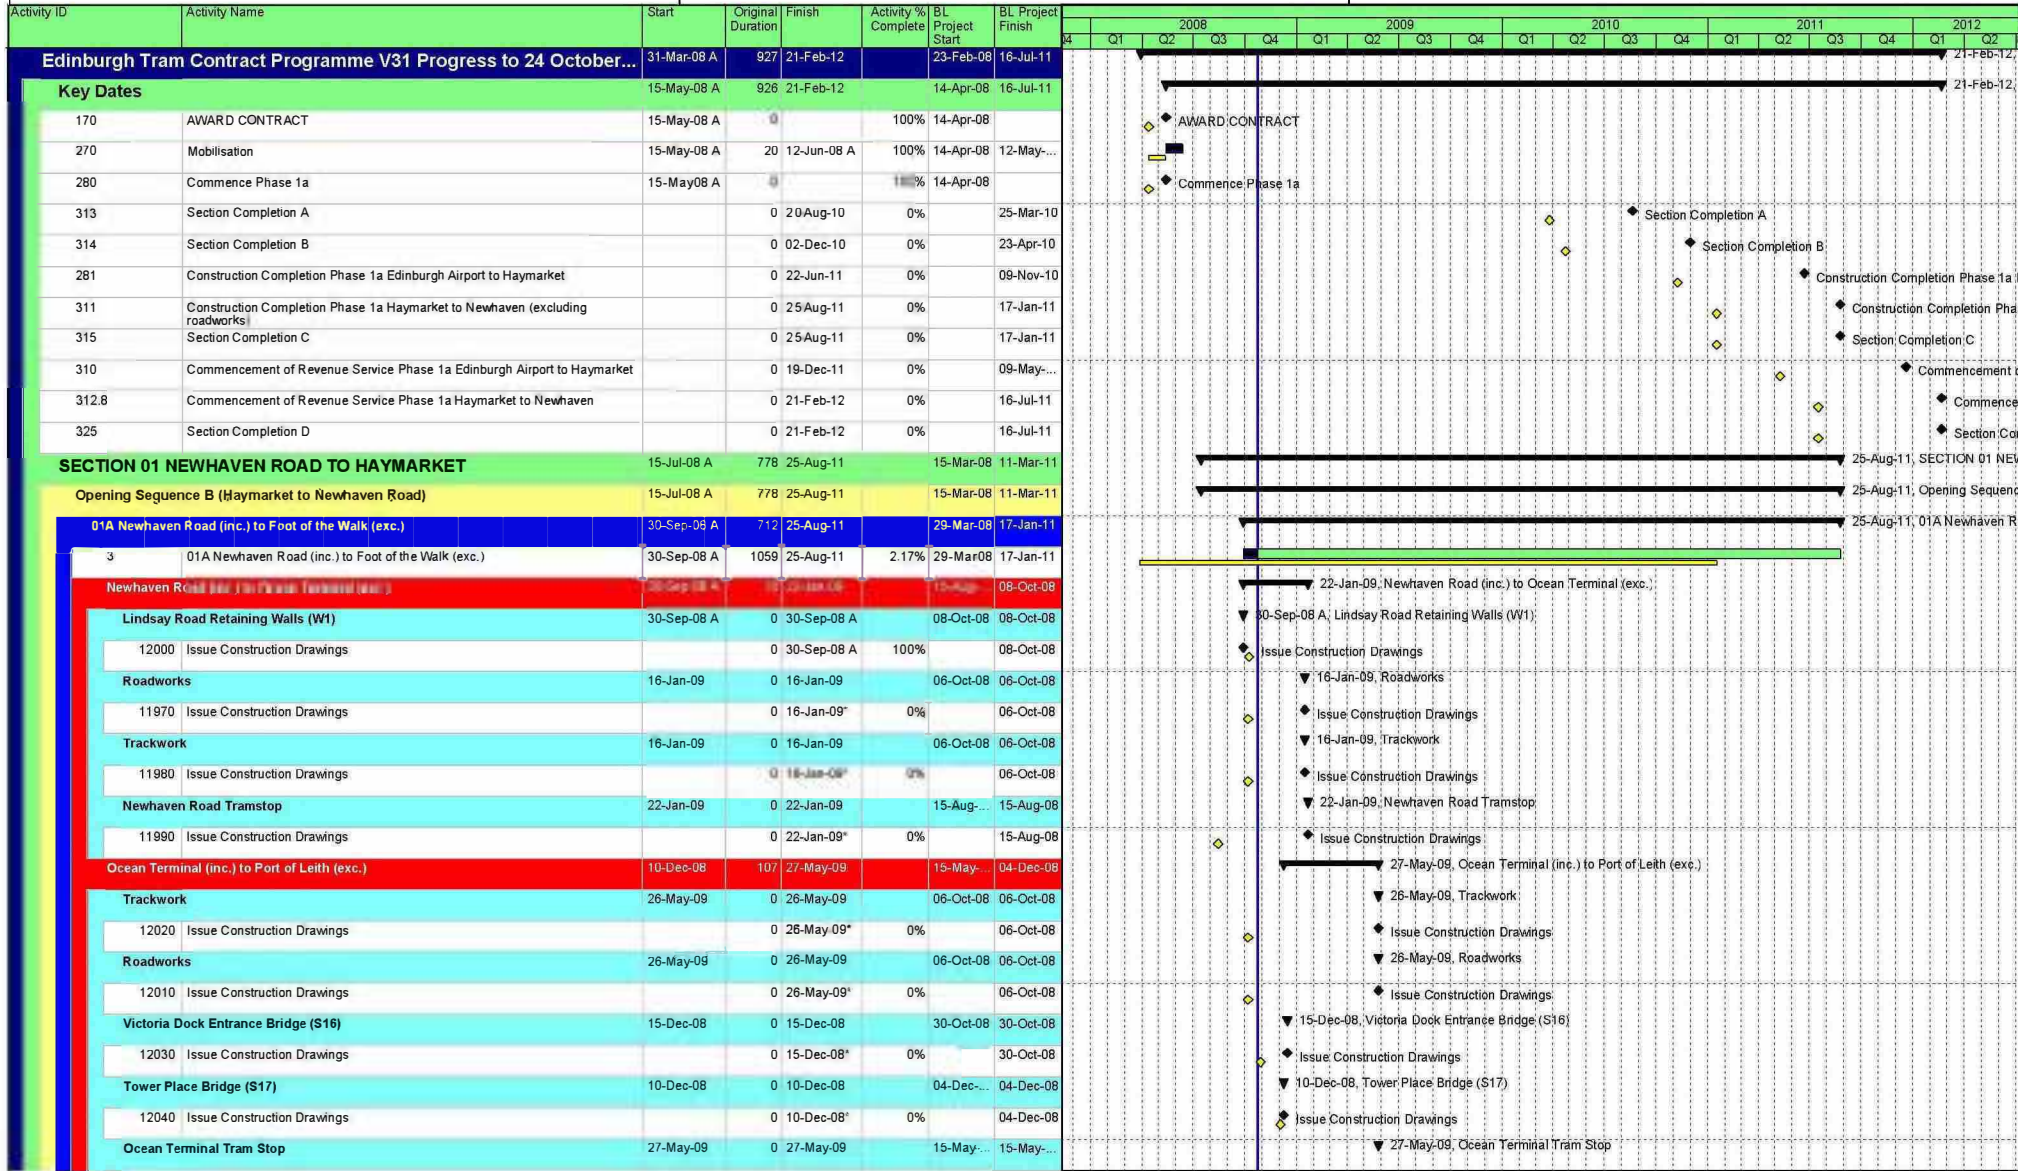 Activity ID Activity Name Start Original Duration Finish Activity % Complete BL Project Start BL Project Finish
2008 2009 2010 2011 2012
Q4 Q1 Q2 Q3 Q4 Q1 Q2 Q3 Q4 Q1 Q2 Q3 Q4 Q1 Q2 Q3 Q4 Q1 Q2
Edinburgh Tram Contract Programme V31 Progress to 24 October... 31-Mar-08 A 927 21-Feb-12 23-Feb-08 16-Jul-11 21-Feb-12,
Key Dates 15-May-08 A 926 21-Feb-12 14-Apr-08 16-Jul-11 21-Feb-12,
170 AWARD CONTRACT 15-May-08 A 0 100% 14-Apr-08 AWARD CONTRACT
270 Mobilisation 15-May-08 A 20 12-Jun-08 A 100% 14-Apr-08 12-May-...
280 Commence Phase 1a 15-May08 A 14-Apr-08 Commence Phase 1a
313 Section Completion A 0 20Aug-10 0% 25-Mar-10 Section Completion A
314 Section Completion B 0 02-Dec-10 0% 23-Apr-10 Section Completion B
281 Construction Completion Phase 1a Edinburgh Airport to Haymarket 0 22-Jun-11 0% 09-Nov-10 Construction Completion Phase 1a
311 Construction Completion Phase 1a Haymarket to Newhaven (excluding 0 25Aug-11 0% 17-Jan-11 Construction Completion Pha
roadworks)
315 Section Completion C 0 25Aug-11 0% 17-Jan-11 Section Completion C
310 Commencement of Revenue Service Phase 1a Edinburgh Airport to Haymarket 0 19-Dec-11 0% 09-May-... Commencement
312.8 Commencement of Revenue Service Phase 1a Haymarket to Newhaven 0 21-Feb-12 0% 16-Jul-11 Commence
325 Section Completion D 0 21-Feb-12 0% 16-Jul-11 Section Co
SECTION 01 NEWHAVEN ROAD TO HAYMARKET 15-Jul-08 A 778 25-Aug-11 15-Mar-08 11-Mar-11 25-Aug-11, SECTION 01 NEW
Opening Sequence B (Haymarket to Newhaven Road) 15-Jul-08 A 778 25-Aug-11 15-Mar-08 11-Mar-11 25-Aug-11, Opening Sequenc
01A Newhaven Road (inc.) to Foot of the Walk (exc.) 30-Sep-08 A 712 25-Aug-11 29-Mar-08 17-Jan-11 25-Aug-11, 01A Newhaven R
3 01A Newhaven Road (inc.) to Foot of the Walk (exc.) 30-Sep-08 A 1059 25-Aug-11 2.17% 29-Mar08 17-Jan-11
Newhaven 08-Oct-08 22-Jan-09, Newhaven Road (inc.) to Ocean Terminal (exc.)
Lindsay Road Retaining Walls (W1) 30-Sep-08 A 0 30-Sep-08 A 08-Oct-08 08-Oct-08 30-Sep-08 A, Lindsay Road Retaining Walls (W1)
12000 Issue Construction Drawings 0 30-Sep-08 A 100% 08-Oct-08 Issue Construction Drawings
Roadworks 16-Jan-09 0 16-Jan-09 06-Oct-08 06-Oct-08 16-Jan-09, Roadworks
11970 Issue Construction Drawings 0 16-Jan-09* 0% 06-Oct-08 Issue Construction Drawings
Trackwork 16-Jan-09 0 16-Jan-09 06-Oct-08 06-Oct-08 16-Jan-09, Trackwork
11980 Issue Construction Drawings 0 0% 06-Oct-08 Issue Construction Drawings
Newhaven Road Tramstop 22-Jan-09 0 22-Jan-09 15-Aug-... 15-Aug-08 22-Jan-09, Newhaven Road Tramstop
11990 Issue Construction Drawings 0 22-Jan-09* 0% 15-Aug-08 Issue Construction Drawings
Ocean Terminal (inc.) to Port of Leith (exc.) 10-Dec-08 107 27-May-09 15-May-... 04-Dec-08 27-May-09, Ocean Terminal (inc.) to Port of Leith (exc.)
Trackwork 26-May-09 0 26-May-09 06-Oct-08 06-Oct-08 26-May-09, Trackwork
12020 Issue Construction Drawings 0 26-May-09* 0% 06-Oct-08 Issue Construction Drawings
Roadworks 26-May-09 0 26-May-09 06-Oct-08 06-Oct-08 26-May-09, Roadworks
12010 Issue Construction Drawings 0 26-May-09* 0% 06-Oct-08 Issue Construction Drawings
Victoria Dock Entrance Bridge (S16) 15-Dec-08 0 15-Dec-08 30-Oct-08 30-Oct-08 15-Dec-08, Victoria Dock Entrance Bridge (S16)
12030 Issue Construction Drawings 0 15-Dec-08* 0% 30-Oct-08 Issue Construction Drawings
Tower Place Bridge (S17) 10-Dec-08 0 10-Dec-08 04-Dec-... 04-Dec-08 10-Dec-08, Tower Place Bridge (S17)
12040 Issue Construction Drawings 0 10-Dec-08* 0% 04-Dec-08 Issue Construction Drawings
Ocean Terminal Tram Stop 27-May-09 0 27-May-09 15-May-... 15-May-... 27-May-09, Ocean Terminal Tram Stop